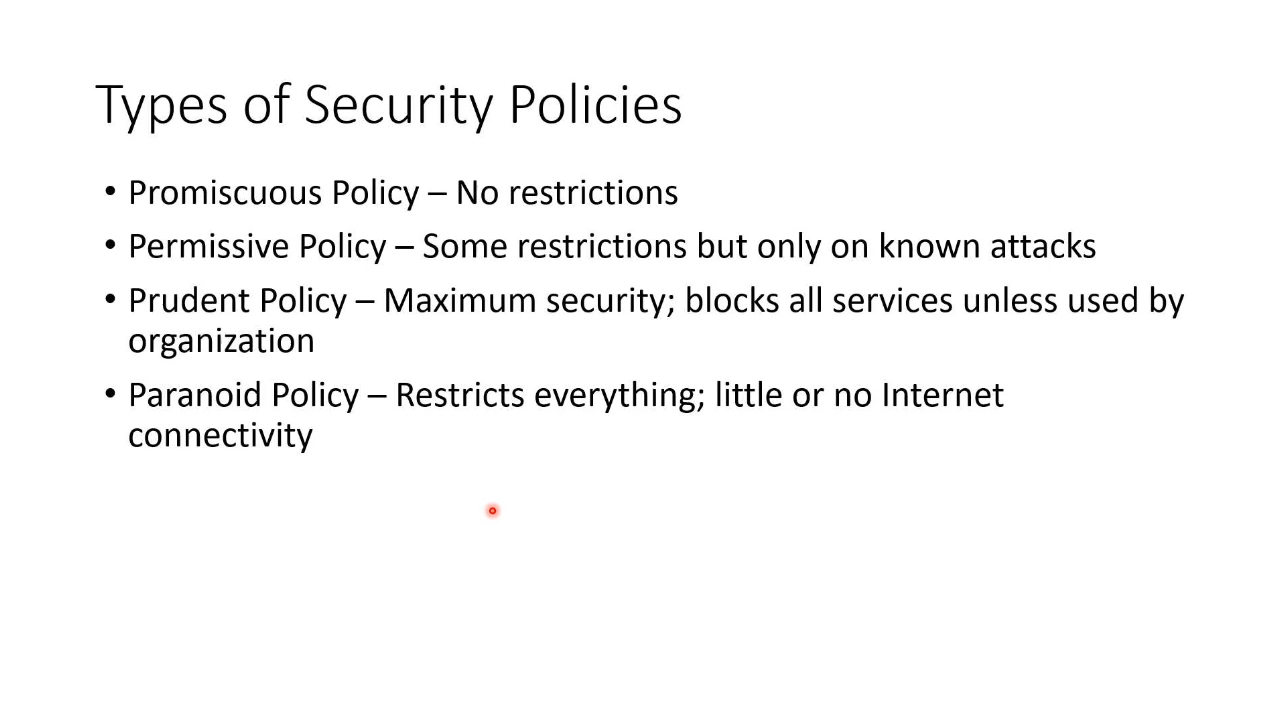 Types of Security Policies
• Promiscuous Policy – No restrictions
• Permissive Policy – Some restrictions but only on known attacks
• Prudent Policy – Maximum security; blocks all services unless used by
organization
• Paranoid Policy – Restricts everything; little or no Internet
connectivity